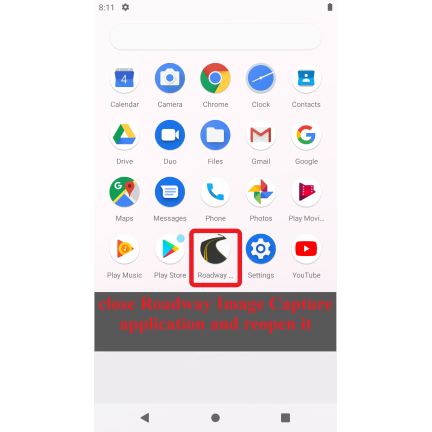 8:11
4
Calendar Camera Chrome Clock Contacts
Drive Duo Files Gmail Google
G
Maps Messages Phone Photos Play Movi...
Play Music Play Store Roadway ... Settings YouTube
close Roadway Image Capture
application and reopen it